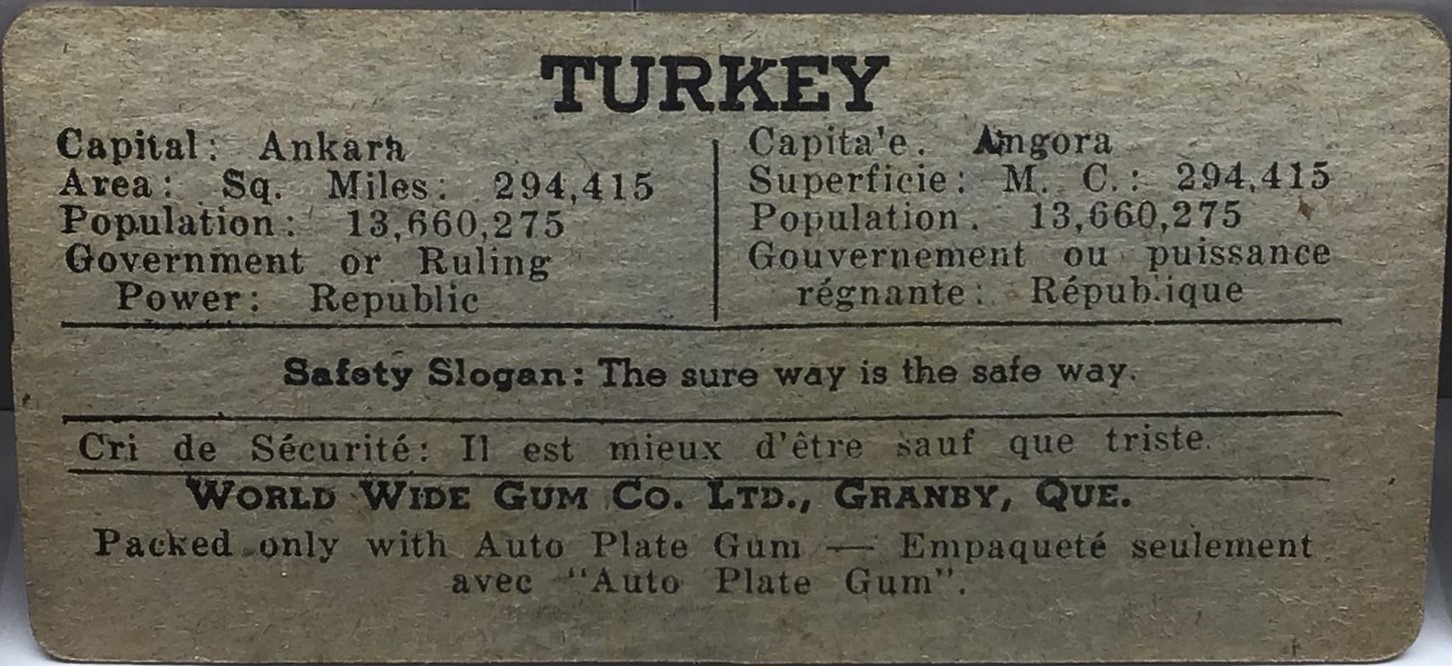 TURKEY
Capital: Ankara
Area: Sq. Miles: 294,415
Population: 13,660,275
Government or Ruling
Power: Republic
Capita'e. Angora
Superficie: M. C.: 294,415
Population. 13,660,275
Gouvernement ou puissance
régnante: Répub.ique
Safety Slogan: The sure way is the safe way.
Cri de Sécurité: Il est mieux d'être sauf que triste.
WORLD WIDE GUM CO. LTD., GRANBY, QUE.
Packed only with Auto Plate Gum — Empaqueté seulement
avec "Auto Plate Gum".